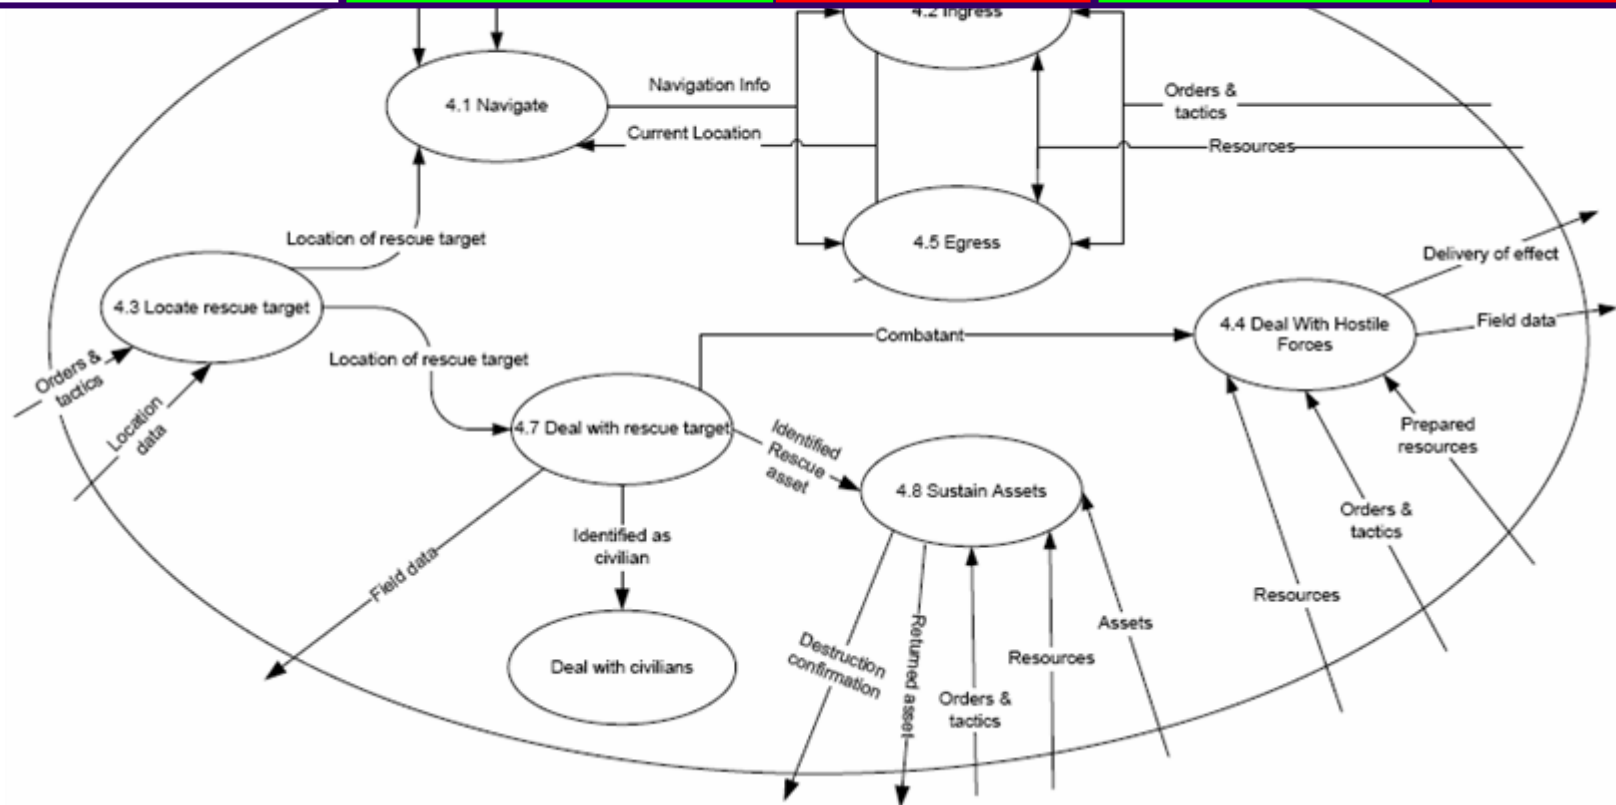 4.2 Ingress
Navigation Info
4.1 Navigate
Orders &
tactics
Current Location
Resources
Location of rescue target
4.5 Egress
Delivery of effect
4.3 Locate rescue target
4.4 Deal With Hostile
Forces
Field data
Combatant
Location of rescue target
Orders &
tactics
Location
data
4.7 Deal with rescue target
Identified
Rescue
asset
Prepared
resources
4.8 Sustain Assets
Orders &
tactics
Identified as
civilian
Field data
Resources
Assets
Destruction
confirmation
Returned asset
Resources
Deal with civilians
Orders &
tactics